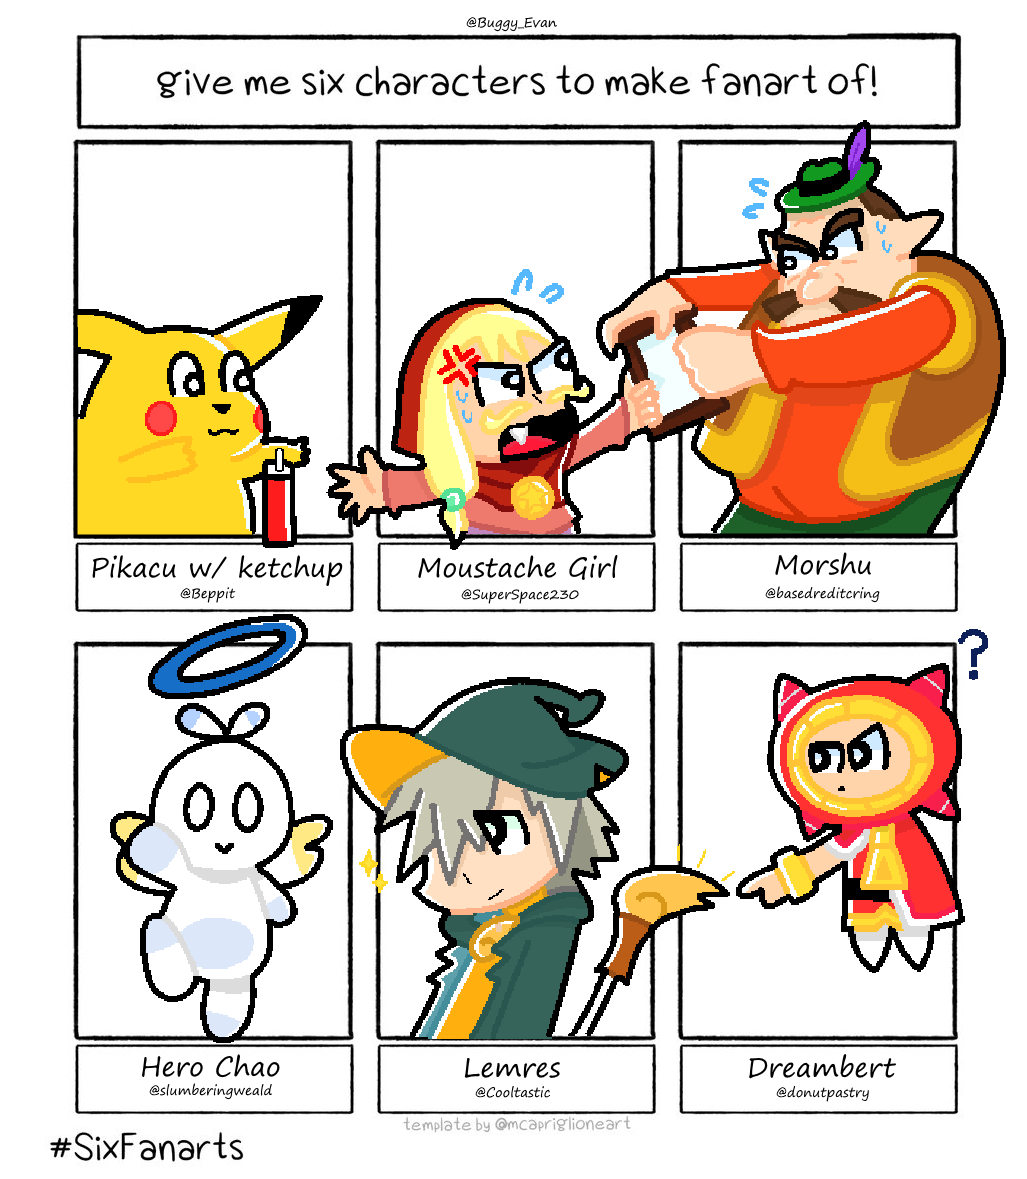 @Buggy_Evan
give me six characters to make fanart of!
Pikacu w/ ketchup
@Beppit
Moustache Girl
@SuperSpace230
Morshu
@basedreditcring
?
Hero Chao
@slumberingweald
Lemres
@Cooltastic
Dreambert
@donutpastry
template by @mcapriglioneart
#SixFanarts